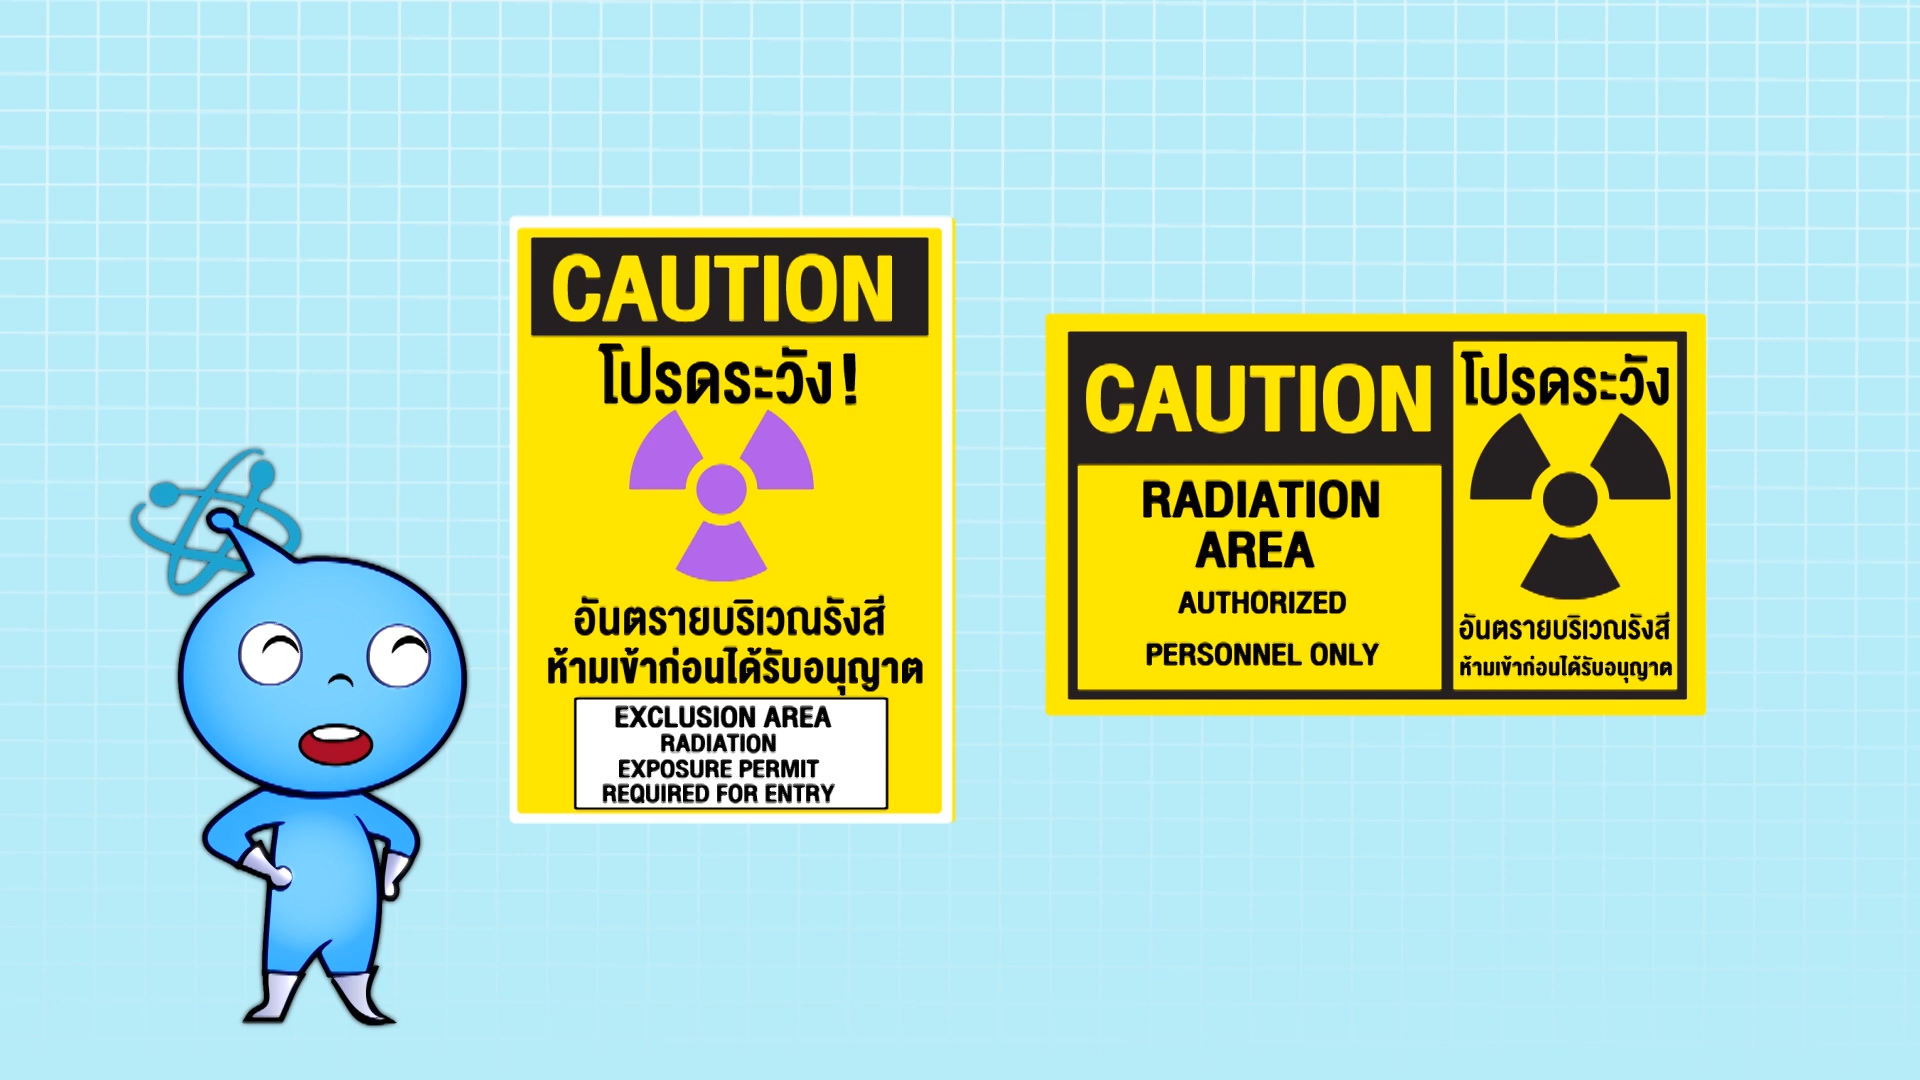 CAUTION
โปรดระวัง!
อันตรายบริเวณรังสี
ห้ามเข้าก่อนได้รับอนุญาต
EXCLUSION AREA
RADIATION
EXPOSURE PERMIT
REQUIRED FOR ENTRY
CAUTION
RADIATION
AREA
AUTHORIZED
PERSONNEL ONLY
โปรดระวัง
อันตรายบริเวณรังสี
ห้ามเข้าก่อนได้รับอนุญาต